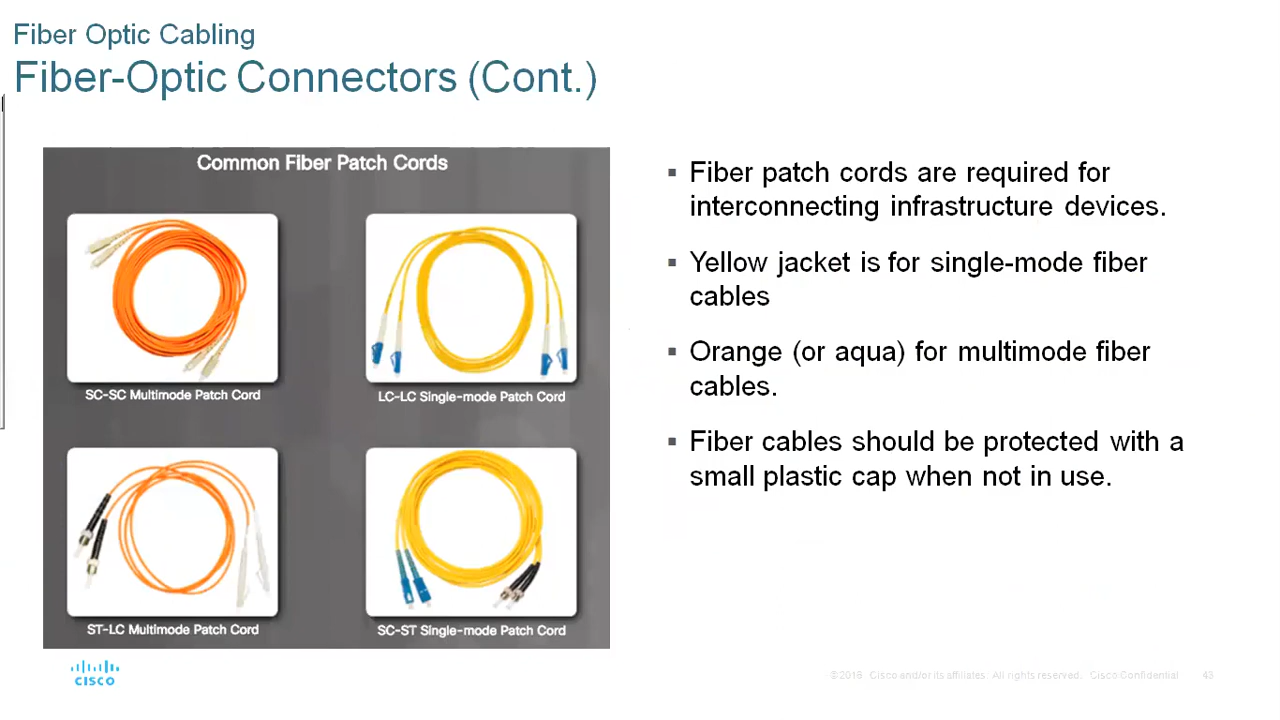 Fiber Optic Cabling
Fiber-Optic Connectors (Cont.)
Common Fiber Patch Cords
SC-SC Multimode Patch Cord
LC-LC Single-mode Patch Cord
ST-LC Multimode Patch Cord
SC-ST Single-mode Patch Cord
▪ Fiber patch cords are required for
interconnecting infrastructure devices.
▪ Yellow jacket is for single-mode fiber
cables
▪ Orange (or aqua) for multimode fiber
cables.
▪ Fiber cables should be protected with a
small plastic cap when not in use.
CISCO
© 2016 Cisco and/or its affiliates. All rights reserved. Cisco Confidential 43